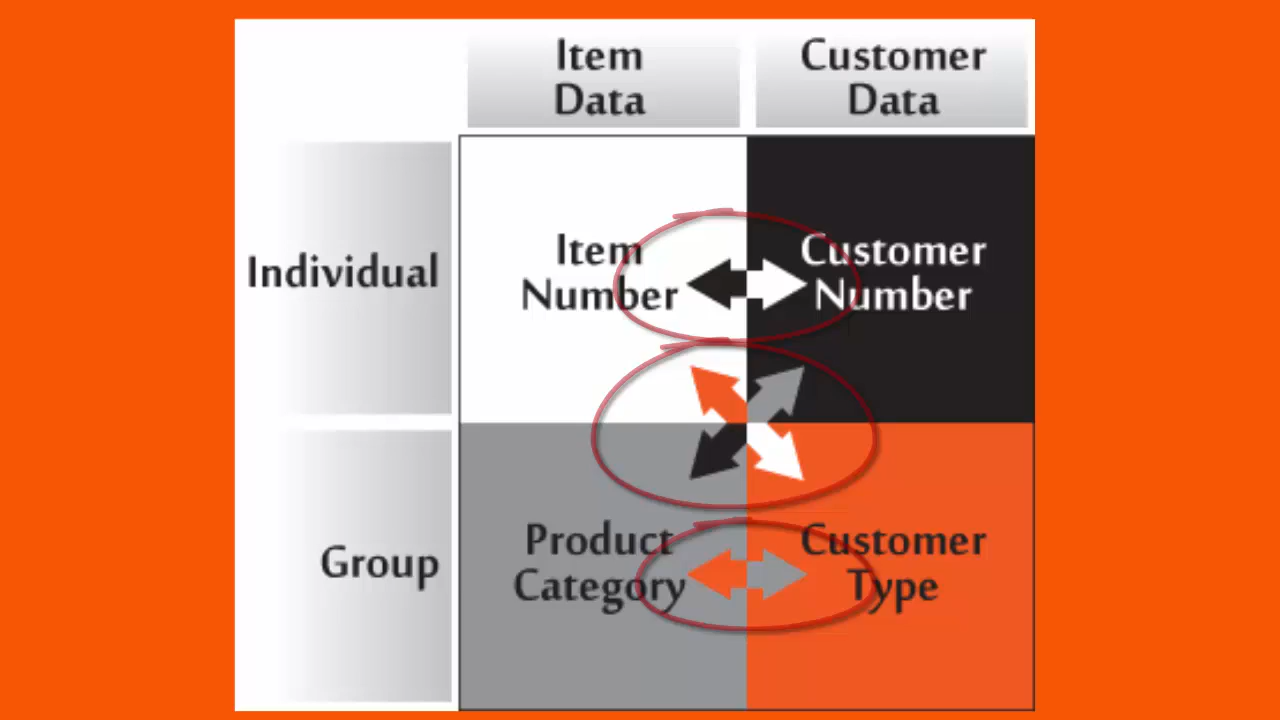 Item
Data
Customer
Data
Individual
Item
Number
Customer
Number
Group
Product
Category
Customer
Type